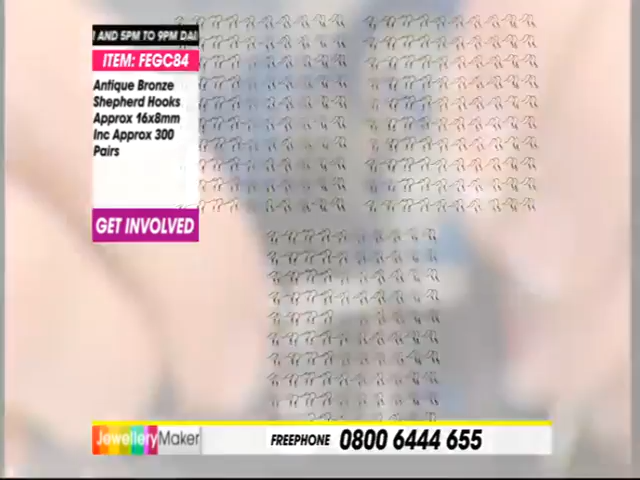 AND 5PM TO 9PM DAI
ITEM: FEGC84
Antique Bronze
Shepherd Hooks
Approx 16x8mm
Inc Approx 300
Pairs
GET INVOLVED
JewelleryMaker
FREEPHONE 0800 6444 655